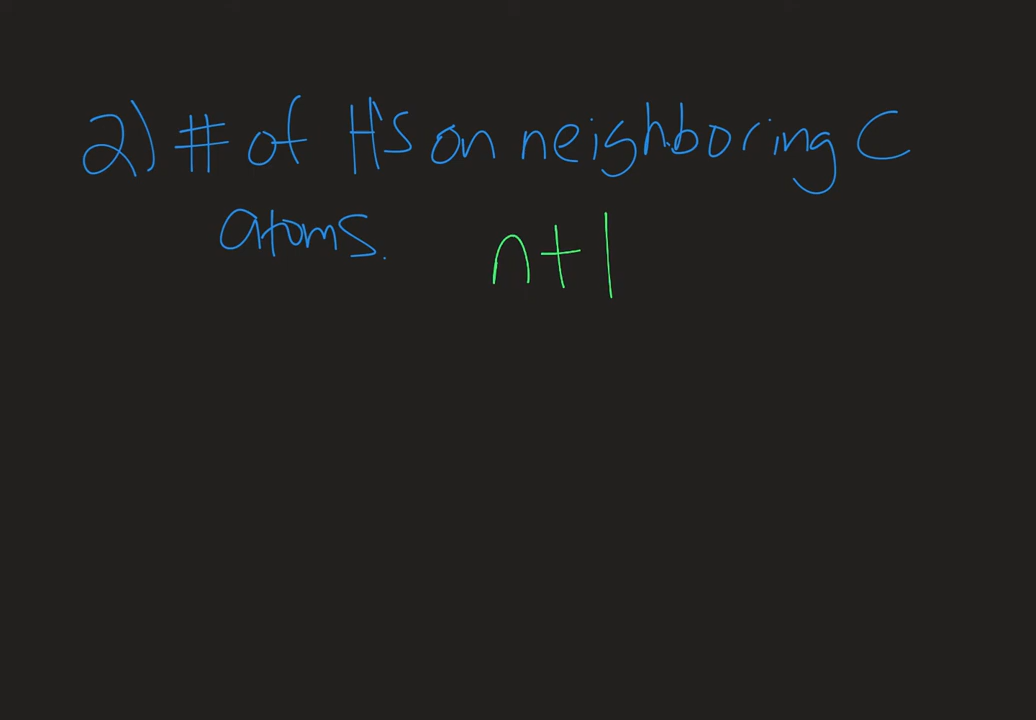 2) # of H's on neighboring C
atoms. n+1